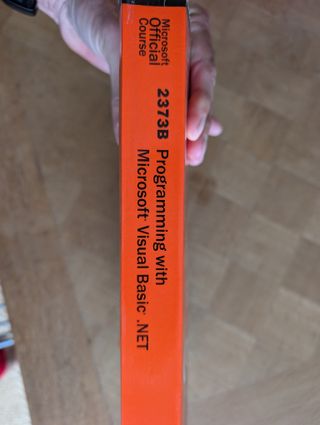 Microsoft
Official
Course
2373B Programming with
Microsoft® Visual Basic® .NET